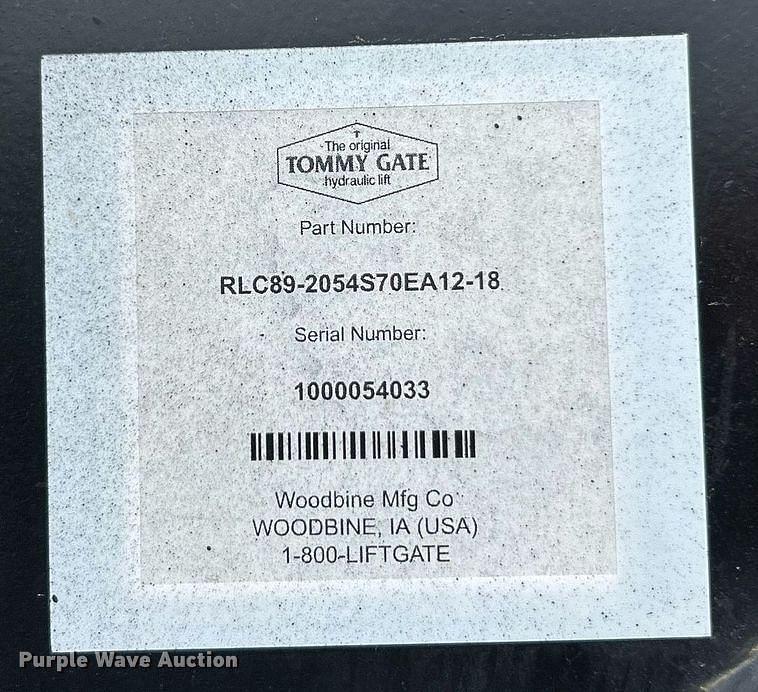 The original
TOMMY GATE
hydraulic lift
Part Number:
RLC89-2054S70EA12-18
Serial Number:
1000054033
Woodbine Mfg Co
WOODBINE, IA (USA)
1-800-LIFTGATE
Purple Wave Auction